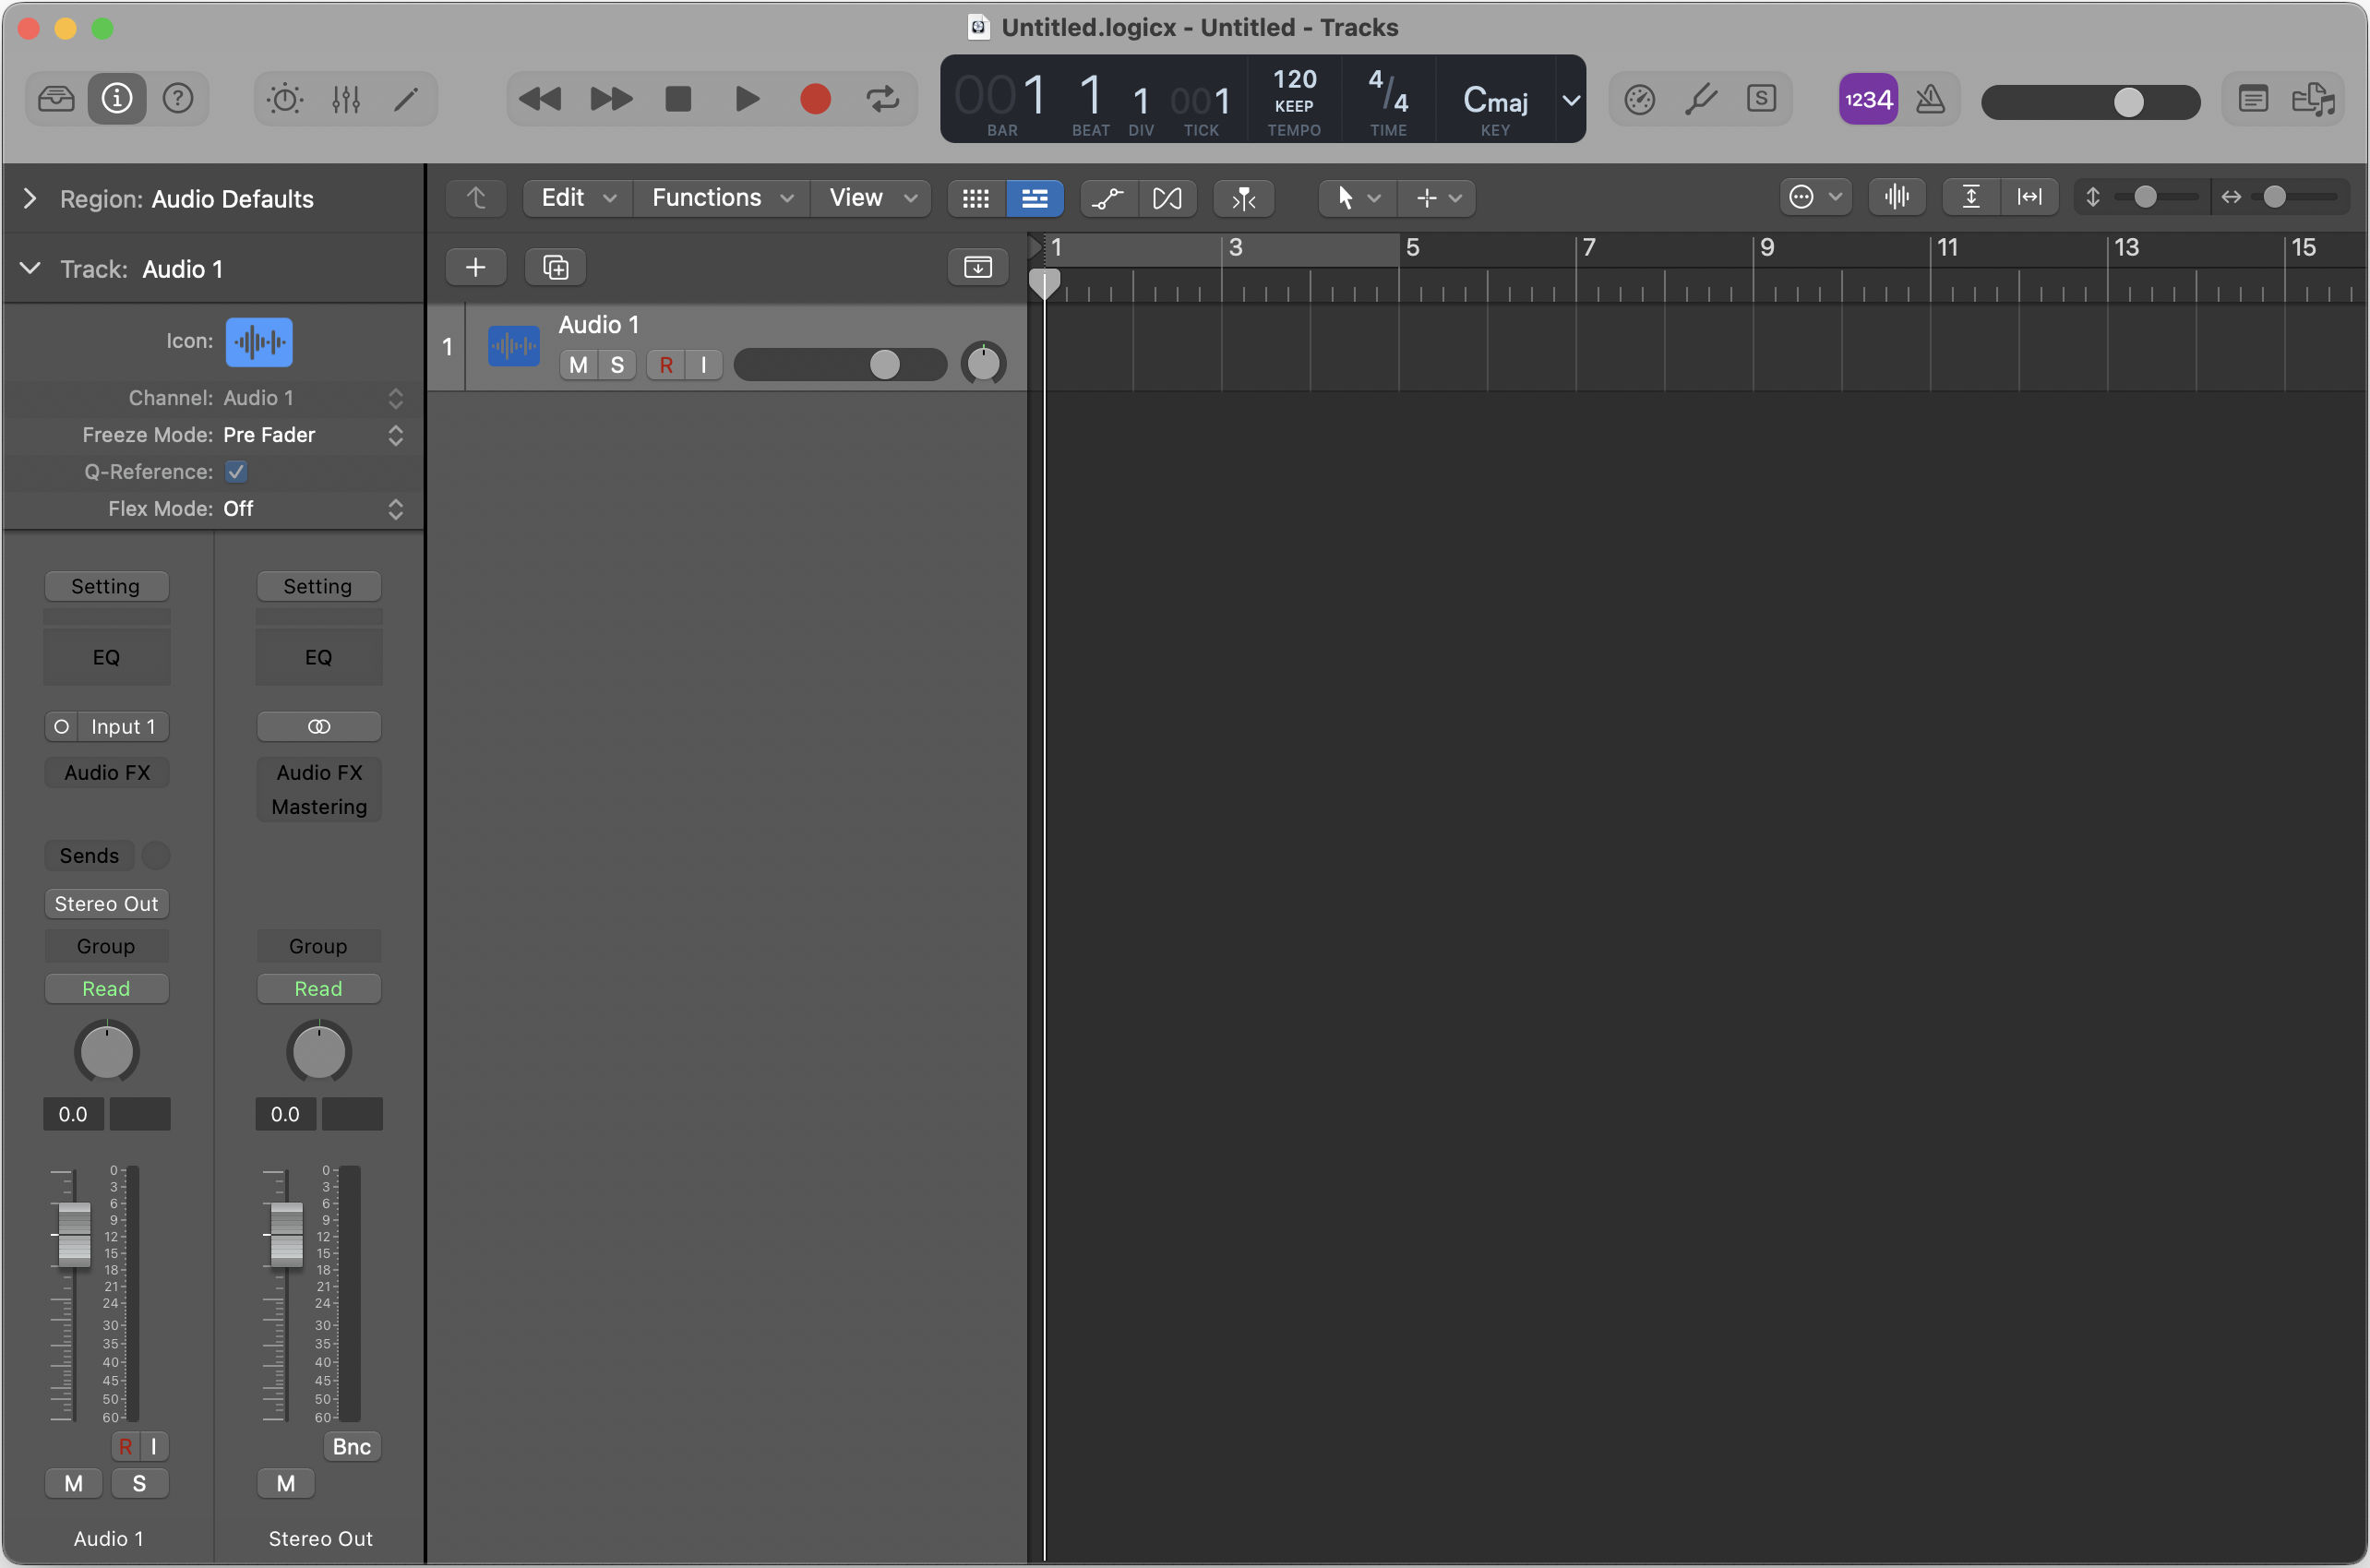 Untitled.logicx - Untitled - Tracks
001 1 1 001 120 KEEP 4/4 Cmaj
BAR BEAT DIV TICK TEMPO TIME KEY
S
1234
Region: Audio Defaults
Edit Functions View
Track: Audio 1
1 3 5 7 9 11 13 15
Icon:
1 Audio 1
M S R I
Channel: Audio 1
Freeze Mode: Pre Fader
Q-Reference:
Flex Mode: Off
Setting Setting
EQ EQ
Input 1
Audio FX Audio FX
Mastering
Sends
Stereo Out
Group Group
Read Read
0.0 0.0
0 0
3 3
6 6
9 9
12 12
15 15
18 18
21 21
24 24
30 30
35 35
40 40
45 45
50 50
60 60
R I Bnc
M S M
Audio 1 Stereo Out